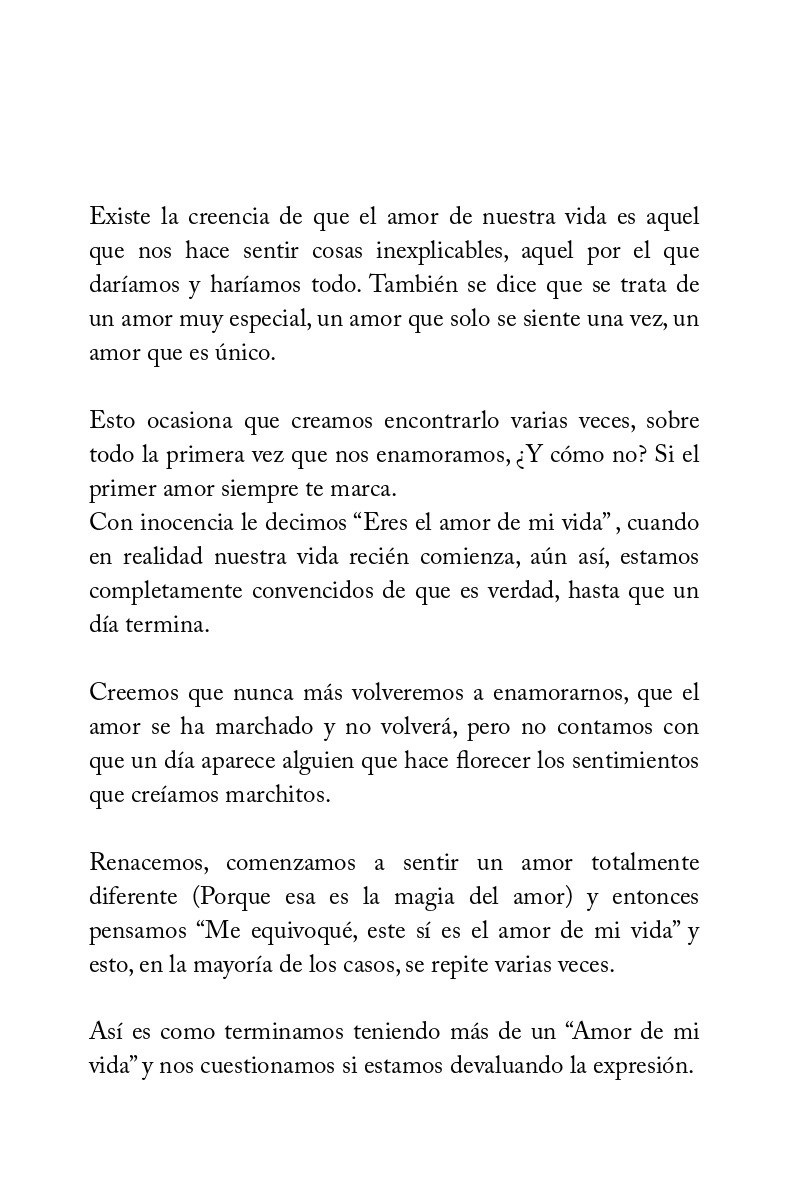 Existe la creencia de que el amor de nuestra vida es aquel
que nos hace sentir cosas inexplicables, aquel por el que
daríamos y haríamos todo. También se dice que se trata de
un amor muy especial, un amor que solo se siente una vez, un
amor que es único.
Esto ocasiona que creamos encontrarlo varias veces, sobre
todo la primera vez que nos enamoramos, ¿Y cómo no? Si el
primer amor siempre te marca.
Con inocencia le decimos “Eres el amor de mi vida” , cuando
en realidad nuestra vida recién comienza, aún así, estamos
completamente convencidos de que es verdad, hasta que un
día termina.
Creemos que nunca más volveremos a enamorarnos, que el
amor se ha marchado y no volverá, pero no contamos con
que un día aparece alguien que hace florecer los sentimientos
que creíamos marchitos.
Renacemos, comenzamos a sentir un amor totalmente
diferente (Porque esa es la magia del amor) y entonces
pensamos “Me equivoqué, este sí es el amor de mi vida” y
esto, en la mayoría de los casos, se repite varias veces.
Así es como terminamos teniendo más de un “Amor de mi
vida” y nos cuestionamos si estamos devaluando la expresión.